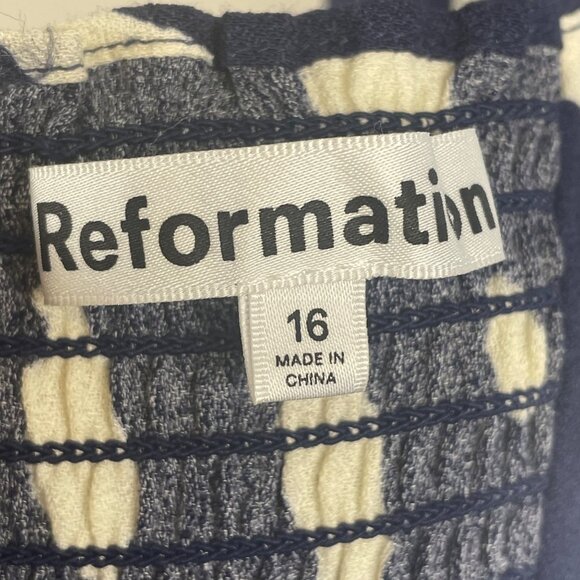 Reformation
16
MADE IN
CHINA